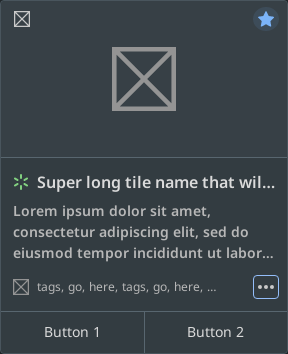 Super long tile name that wil...
Lorem ipsum dolor sit amet,
consectetur adipiscing elit, sed do
eiusmod tempor incididunt ut labor...
tags, go, here, tags, go, here, ...
Button 1
Button 2